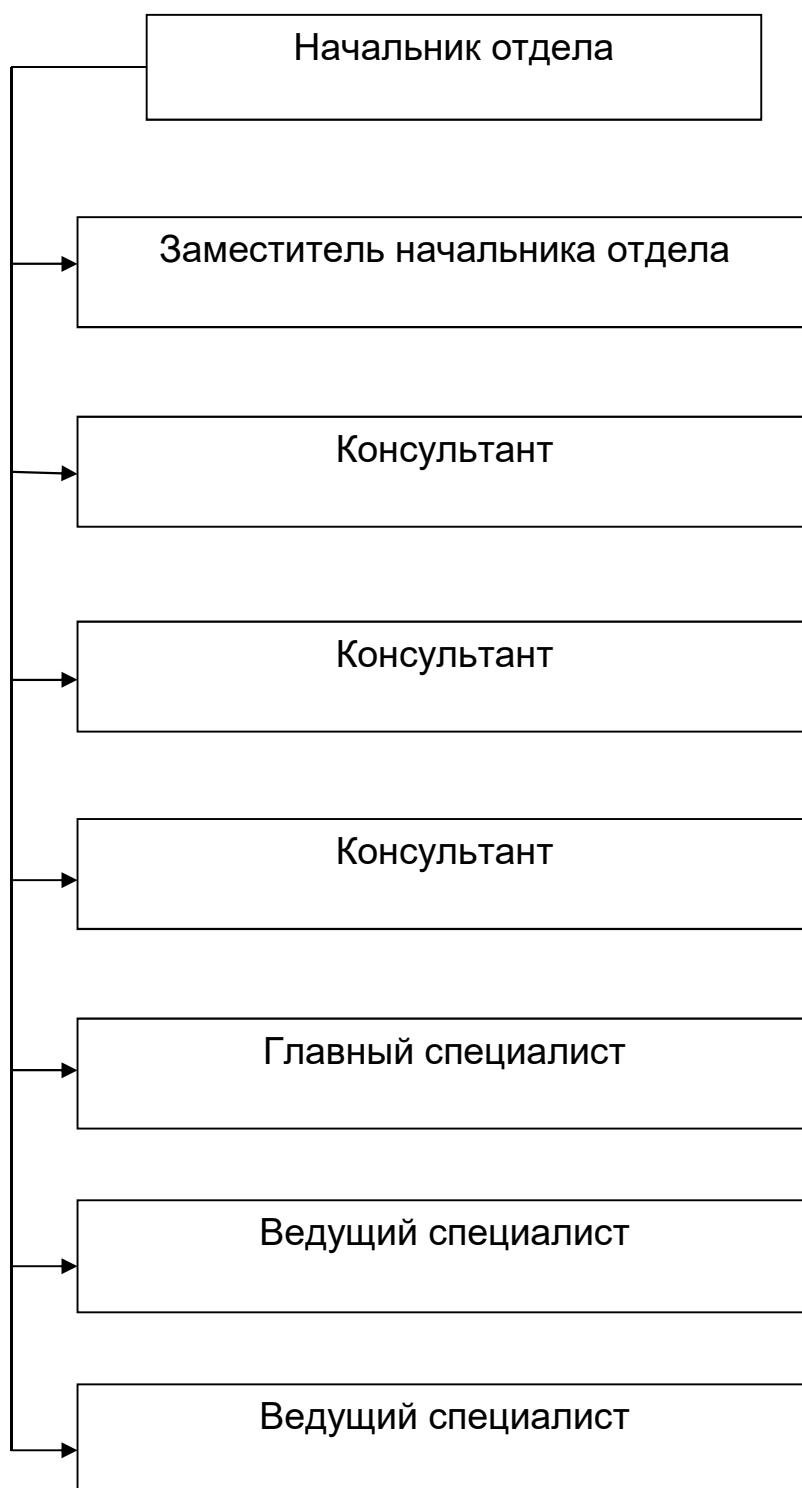 Начальник отдела
Заместитель начальника отдела
Консультант
Консультант
Консультант
Главный специалист
Ведущий специалист
Ведущий специалист